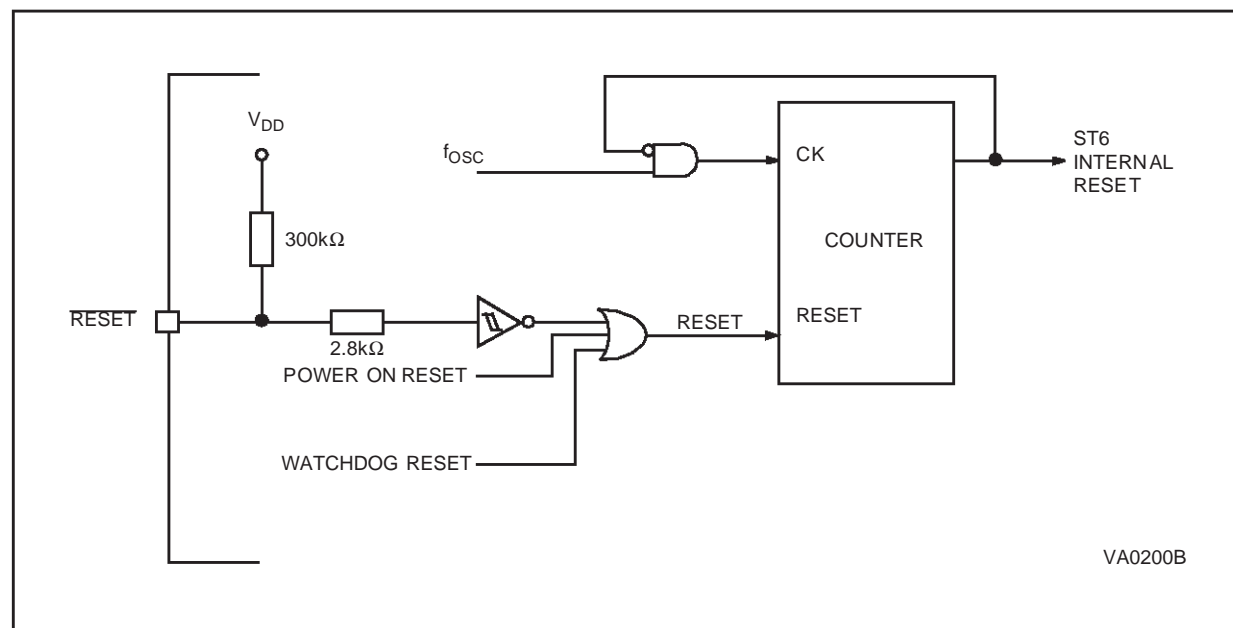 VDD
fOSC
CK
ST6
INTERNAL
RESET
300kΩ
COUNTER
RESET
RESET
RESET
2.8kΩ
POWER ON RESET
WATCHDOG RESET
VA0200B